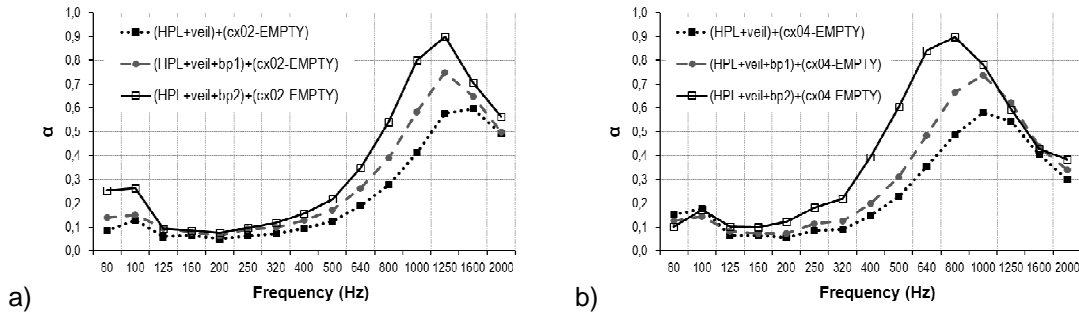 1,0
0,9
0,8
0,7
0,6
0,5
0,4
0,3
0,2
0,1
0,0
α
(HPL+veil)+(cx02-EMPTY)
(HPL+veil+bp1)+(cx02-EMPTY)
(HPL+veil+bp2)+(cx02-EMPTY)
80 100 125 160 200 250 320 400 500 640 800 1000 1250 1600 2000
Frequency (Hz)
a)
1,0
0,9
0,8
0,7
0,6
0,5
0,4
0,3
0,2
0,1
0,0
α
(HPL+veil)+(cx04-EMPTY)
(HPL+veil+bp1)+(cx04-EMPTY)
(HPL+veil+bp2)+(cx04-EMPTY)
80 100 125 160 200 250 320 400 500 640 800 1000 1250 1600 2000
Frequency (Hz)
b)